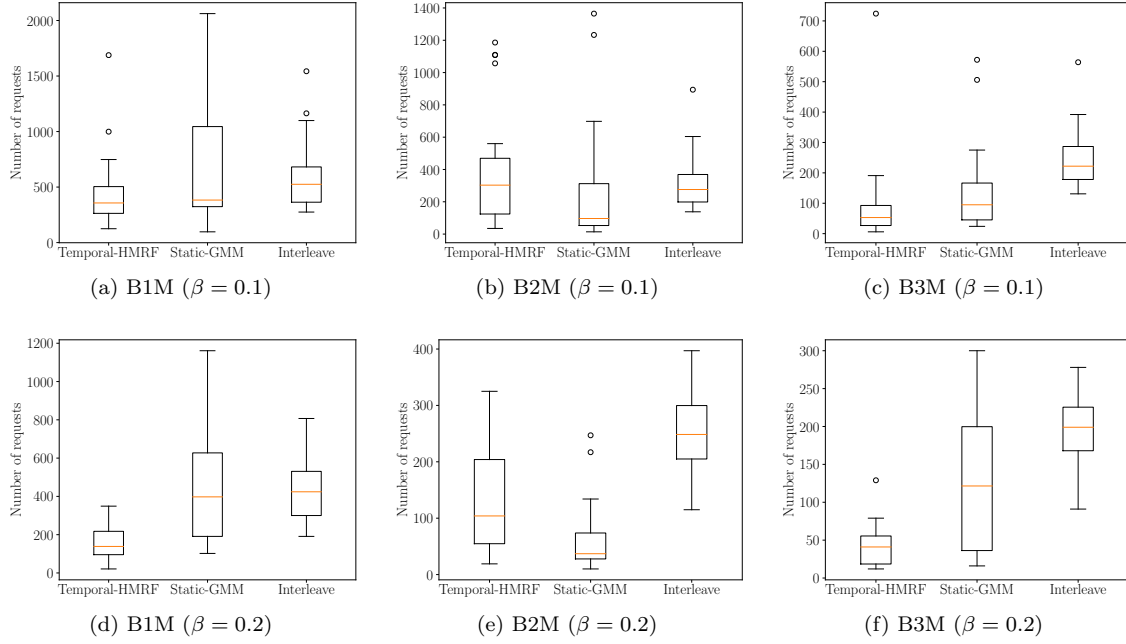 Number of requests
2000
1500
1000
500
0
Temporal-HMRF Static-GMM Interleave
(a) B1M (β = 0.1)
Number of requests
1400
1200
1000
800
600
400
200
0
Temporal-HMRF Static-GMM Interleave
(b) B2M (β = 0.1)
Number of requests
700
600
500
400
300
200
100
0
Temporal-HMRF Static-GMM Interleave
(c) B3M (β = 0.1)
Number of requests
1200
1000
800
600
400
200
0
Temporal-HMRF Static-GMM Interleave
(d) B1M (β = 0.2)
Number of requests
400
300
200
100
0
Temporal-HMRF Static-GMM Interleave
(e) B2M (β = 0.2)
Number of requests
300
250
200
150
100
50
0
Temporal-HMRF Static-GMM Interleave
(f) B3M (β = 0.2)